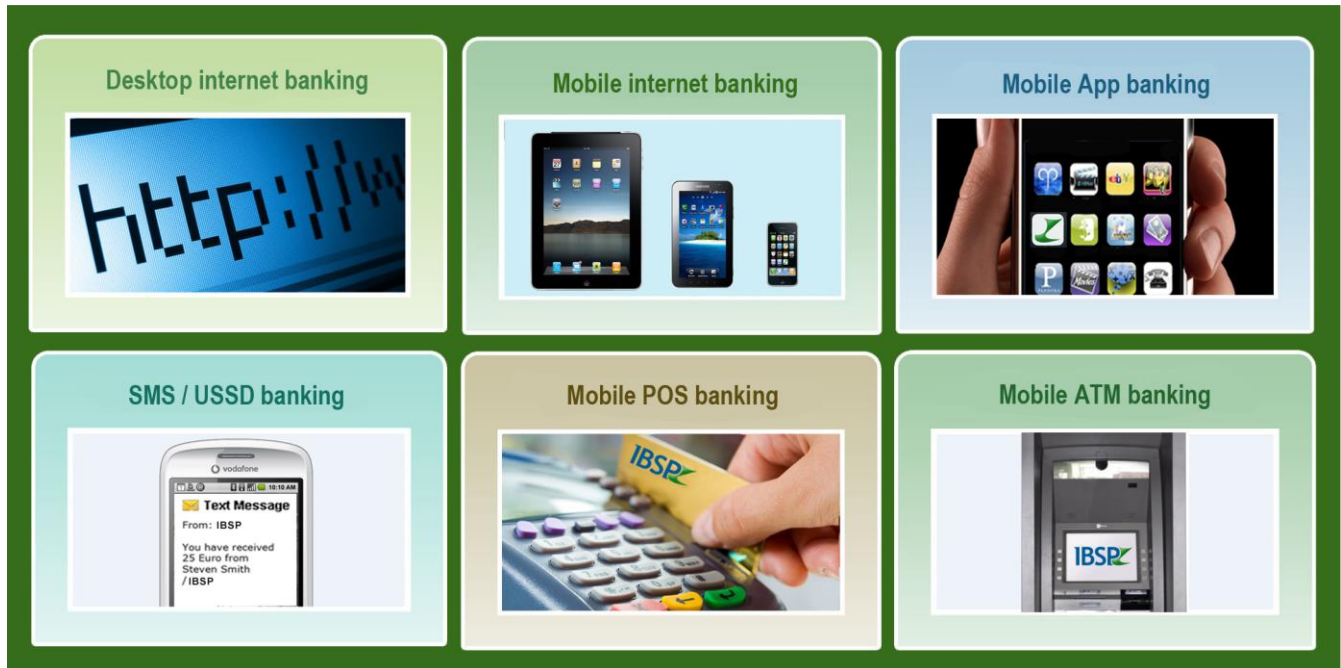 Desktop internet banking
Mobile internet banking
Mobile App banking
http://w
SMS / USSD banking
Mobile POS banking
Mobile ATM banking
vodafone
10:10 AM
Text Message
From: IBSP
You have received
25 Euro from
Steven Smith
/ IBSP
IBSP
IBSP